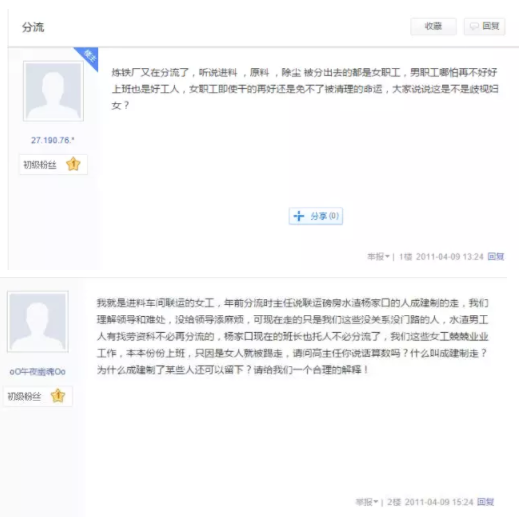 分流
收藏
回复
楼主
炼铁厂又在分流了，听说进料 ，原料 ，除尘 被分出去的都是女职工，男职工哪怕再不好好
上班也是好工人，女职工即使干的再好还是免不了被清理的命运，大家说说这是不是歧视妇
女？
27.190.76.*
初级粉丝 1
分享(0)
举报 | 1楼 2011-04-09 13:24 回复
我就是进料车间联运的女工，年前分流时主任说联运磅房水渣杨家口的人成建制的走，我们
理解领导和难处，没给领导添麻烦，可现在走的只是我们这些没关系没门路的人，水渣男工
人有找劳资科不必再分流的，杨家口现在的班长也托人不必分流了，我们这些女工兢兢业业
工作，本本份份上班，只因是女人就被踢走，请问高主任你说话算数吗？什么叫成建制走？
为什么成建制了某些人还可以留下？请给我们一个合理的解释！
oO午夜幽魂Oo
初级粉丝 1
举报 | 2楼 2011-04-09 15:24 回复